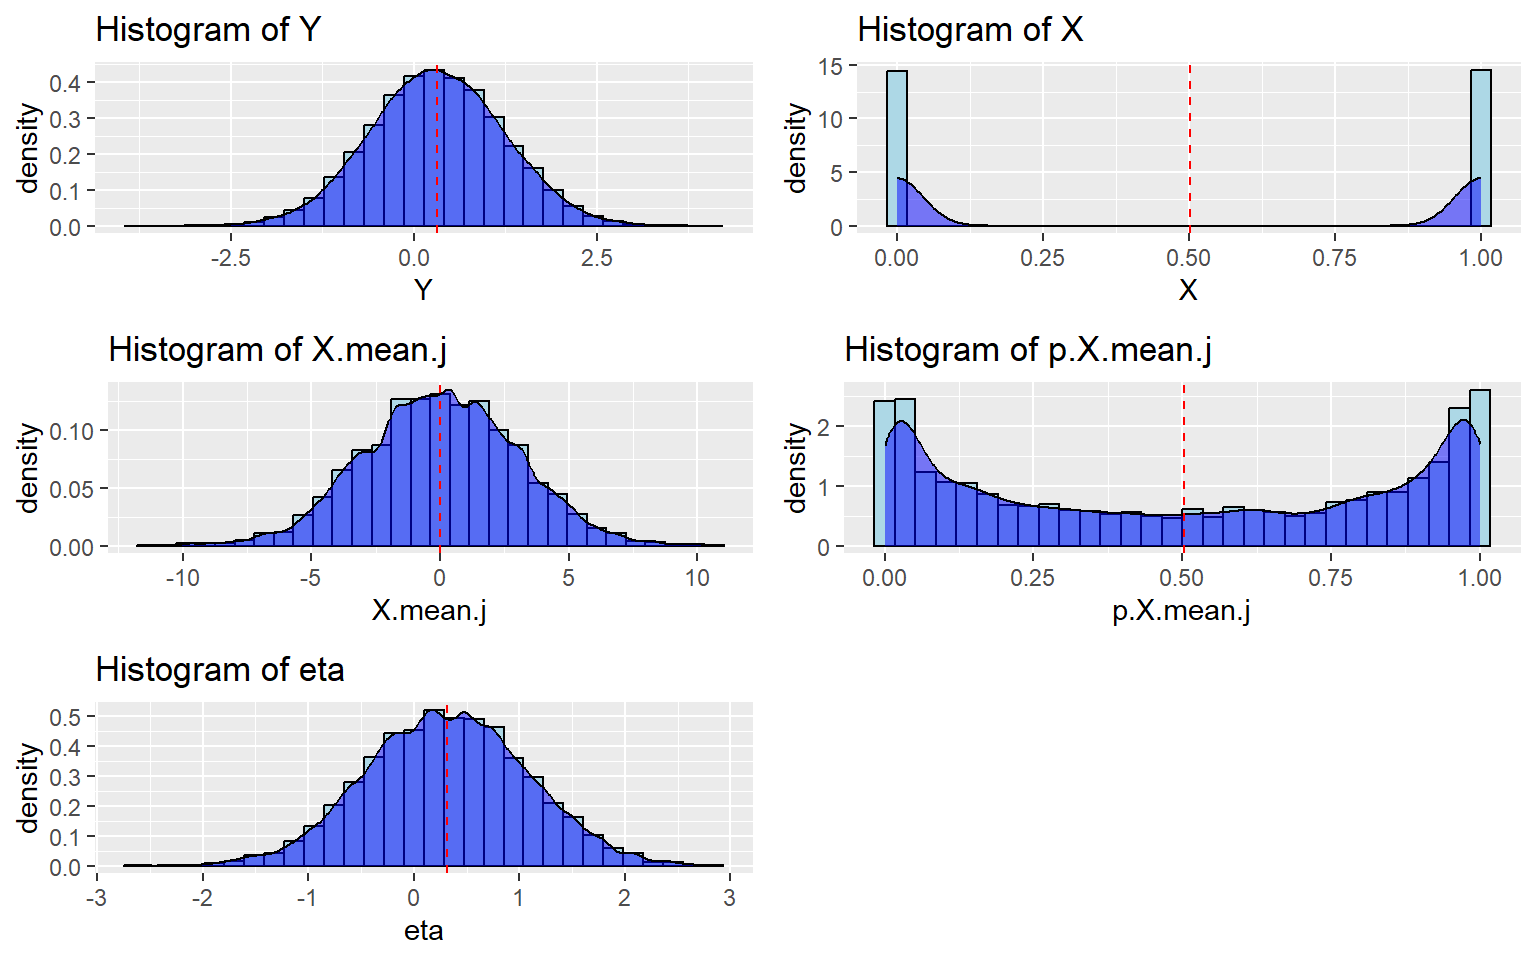 Histogram of Y
density
0.4
0.3
0.2
0.1
0.0
-2.5 0.0 2.5
Y
Histogram of X
density
15
10
5
0
0.00 0.25 0.50 0.75 1.00
X
Histogram of X.mean.j
density
0.10
0.05
0.00
-10 -5 0 5 10
X.mean.j
Histogram of p.X.mean.j
density
2
1
0
0.00 0.25 0.50 0.75 1.00
p.X.mean.j
Histogram of eta
density
0.5
0.4
0.3
0.2
0.1
0.0
-3 -2 -1 0 1 2 3
eta